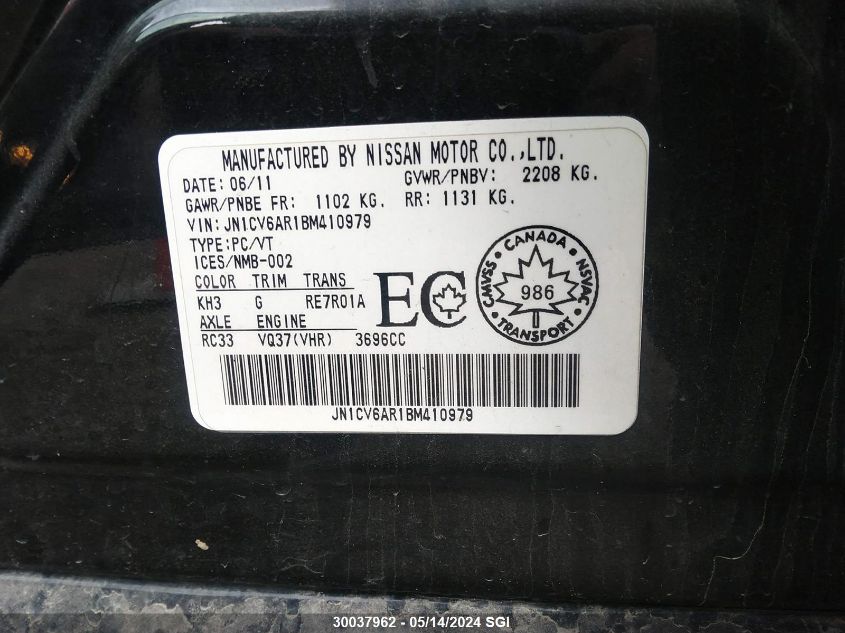 MANUFACTURED BY NISSAN MOTOR CO.,LTD.
DATE: 06/11 GVWR/PNBV: 2208 KG.
GAWR/PNBE FR: 1102 KG. RR: 1131 KG.
VIN: JN1CV6AR1BM410979
TYPE:PC/VT
ICES/NMB-002
COLOR TRIM TRANS
KH3 G RE7R01A
AXLE ENGINE
RC33 VQ37(VHR) 3696CC
EC
CANADA
CMVSS NSVAC
986
TRANSPORT
JN1CV6AR1BM410979
30037962 - 05/14/2024 SGI